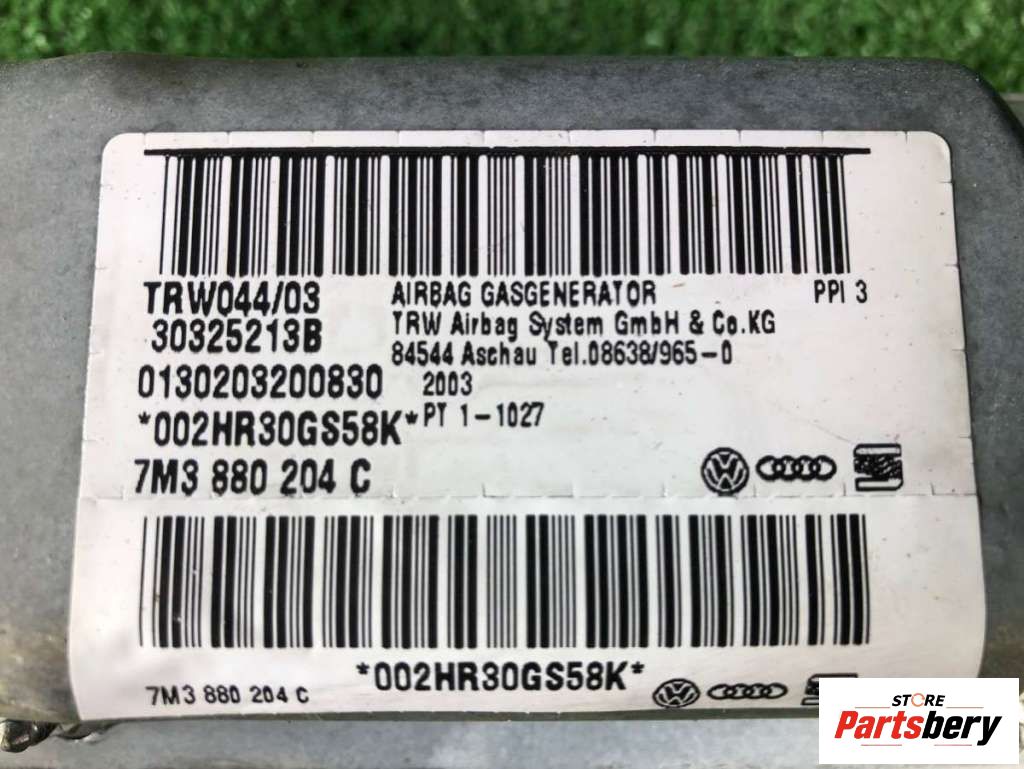 TRW044/03
30325213B
0130203200830
*002HR30GS58K*
7M3 880 204 C
AIRBAG GASGENERATOR PPI 3
TRW Airbag System GmbH & Co.KG
84544 Aschau Tel.08638/965-0
2003
PT 1-1027
*002HR30GS58K*
7M3 880 204 C
STORE
Partsbery